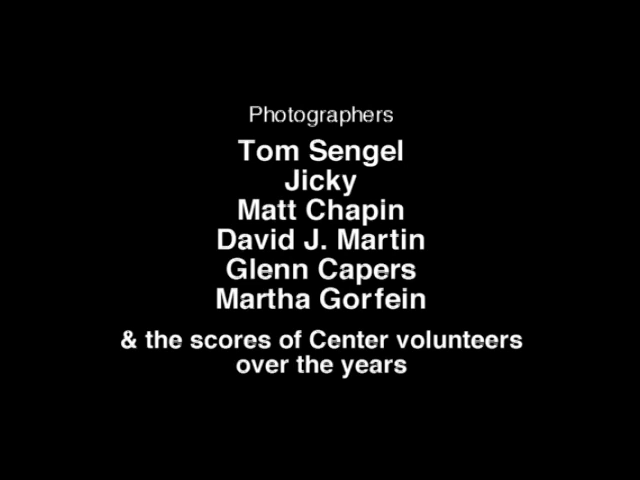 Photographers
Tom Sengel
Jicky
Matt Chapin
David J. Martin
Glenn Capers
Martha Gorfein
& the scores of Center volunteers
over the years